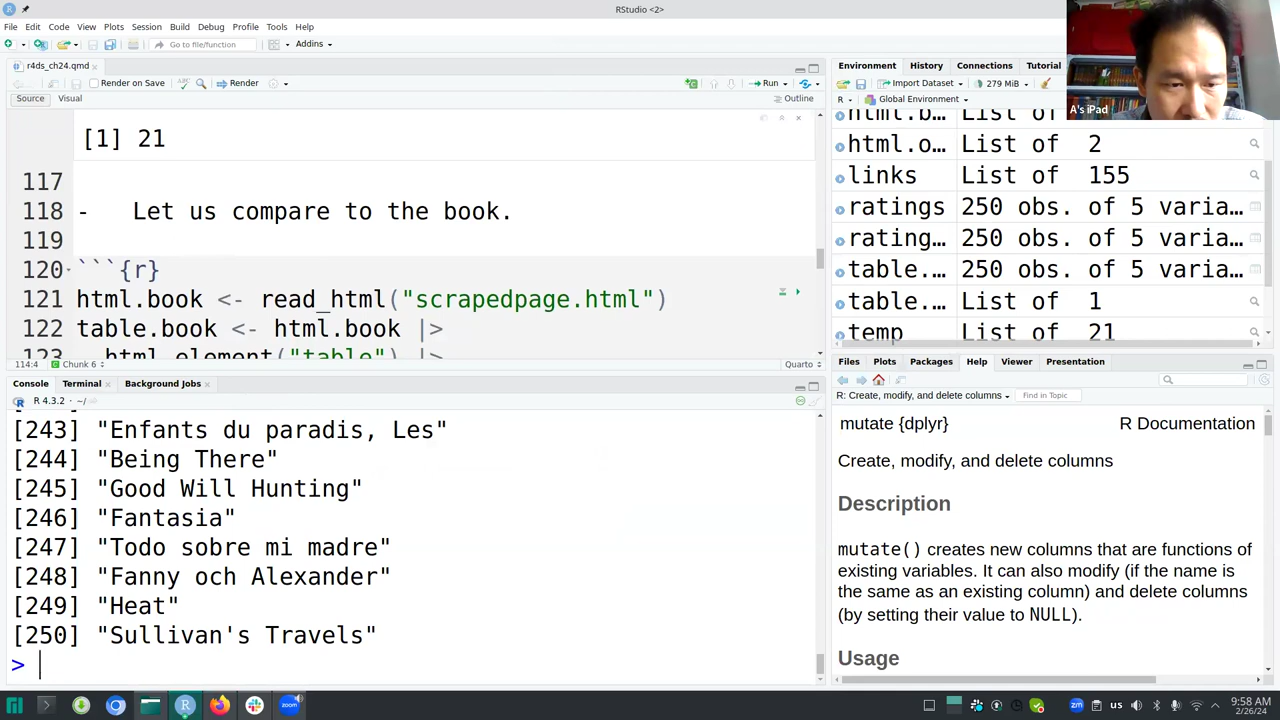 RStudio <2>
File Edit Code View Plots Session Build Debug Profile Tools Help
Go to file/function Addins
r4ds_ch24.qmd
Render on Save Render Run
Source Visual Outline
[1] 21
117
118 - Let us compare to the book.
119
120 ```{r}
121 html.book <- read_html("scrapedpage.html")
122 table.book <- html.book |>
123 html_element("table") |>
114:4 Chunk 6 Quarto
Console Terminal Background Jobs
R 4.3.2 · ~/
[243] "Enfants du paradis, Les"
[244] "Being There"
[245] "Good Will Hunting"
[246] "Fantasia"
[247] "Todo sobre mi madre"
[248] "Fanny och Alexander"
[249] "Heat"
[250] "Sullivan's Travels"
>
Environment History Connections Tutorial
Import Dataset 279 MiB
R Global Environment
html.b… List of
html.o… List of 2
links List of 155
ratings 250 obs. of 5 varia…
rating… 250 obs. of 5 varia…
table.… 250 obs. of 5 varia…
table.… List of 1
temp List of 21
Files Plots Packages Help Viewer Presentation
R: Create, modify, and delete columns Find in Topic
mutate {dplyr} R Documentation
Create, modify, and delete columns
Description
mutate() creates new columns that are functions of
existing variables. It can also modify (if the name is
the same as an existing column) and delete columns
(by setting their value to NULL).
Usage
A's iPad
zoom
zm us 9:58 AM
2/26/24